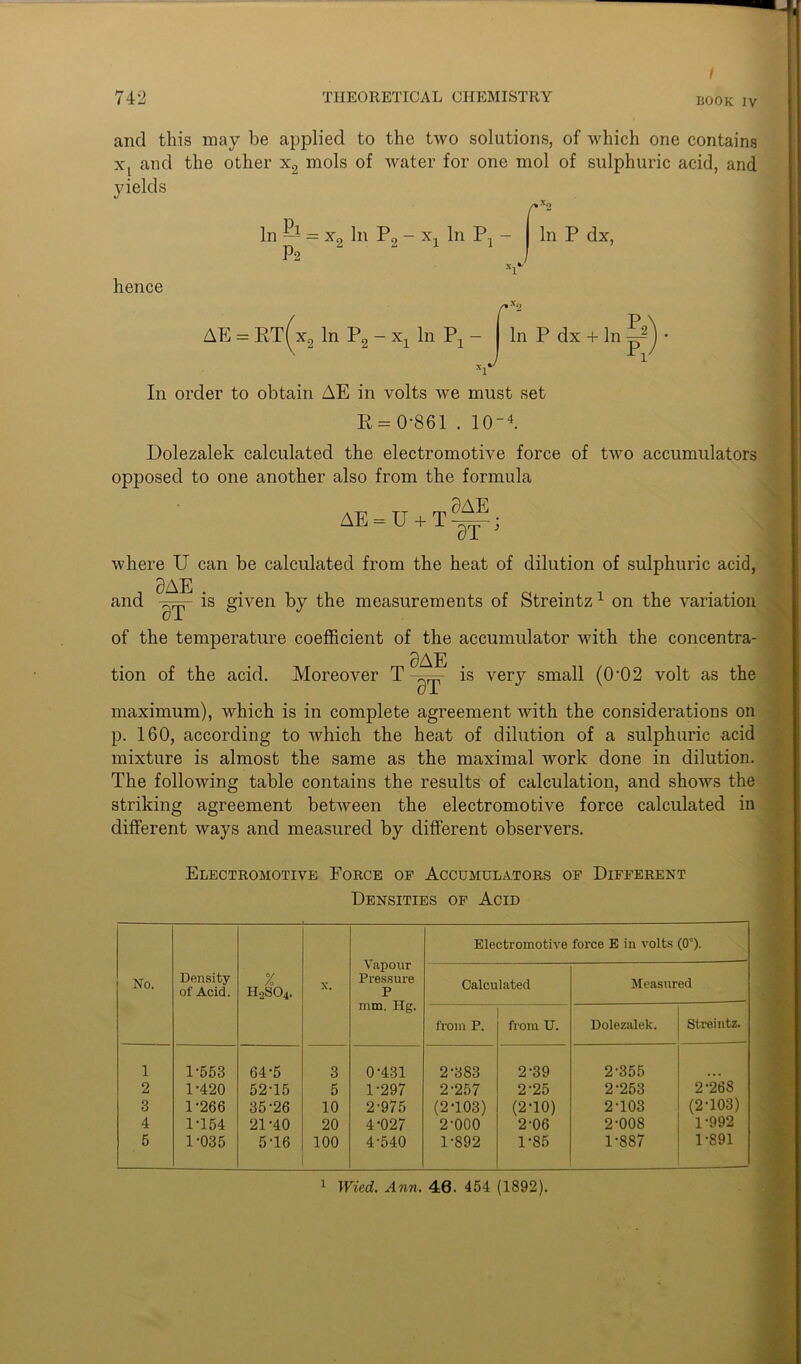 742 THEORETICAL CHEMISTRY BOOK IV
and this may be applied to the two solutions, of which one contains
x₁ and the other x₂ mols of water for one mol of sulphuric acid, and
yields
ln p₁/p₂ = x₂ ln P₂ - x₁ ln P₁ - ∫ₓ₁ˣ² ln P dx,
hence
ΔE = RT(x₂ ln P₂ - x₁ ln P₁ - ∫ₓ₁ˣ² ln P dx + ln P₂/P₁) ·
In order to obtain ΔE in volts we must set
R = 0·861 . 10⁻⁴.
Dolezalek calculated the electromotive force of two accumulators
opposed to one another also from the formula
ΔE = U + T ∂ΔE/∂T ;
where U can be calculated from the heat of dilution of sulphuric acid,
and ∂ΔE/∂T is given by the measurements of Streintz ¹ on the variation
of the temperature coefficient of the accumulator with the concentra-
tion of the acid. Moreover T ∂ΔE/∂T is very small (0·02 volt as the
maximum), which is in complete agreement with the considerations on
p. 160, according to which the heat of dilution of a sulphuric acid
mixture is almost the same as the maximal work done in dilution.
The following table contains the results of calculation, and shows the
striking agreement between the electromotive force calculated in
different ways and measured by different observers.
Electromotive Force of Accumulators of Different
Densities of Acid
No. | Density of Acid. | % H₂SO₄. | x. | Vapour Pressure P mm. Hg. | Electromotive force E in volts (0°).
Calculated | Measured
from P. | from U. | Dolezalek. | Streintz.
1 | 1·553 | 64·5 | 3 | 0·431 | 2·383 | 2·39 | 2·355 | ...
2 | 1·420 | 52·15 | 5 | 1·297 | 2·257 | 2·25 | 2·253 | 2·268
3 | 1·266 | 35·26 | 10 | 2·975 | (2·103) | (2·10) | 2·103 | (2·103)
4 | 1·154 | 21·40 | 20 | 4·027 | 2·000 | 2·06 | 2·008 | 1·992
5 | 1·035 | 5·16 | 100 | 4·540 | 1·892 | 1·85 | 1·887 | 1·891
¹ Wied. Ann. 46. 454 (1892).